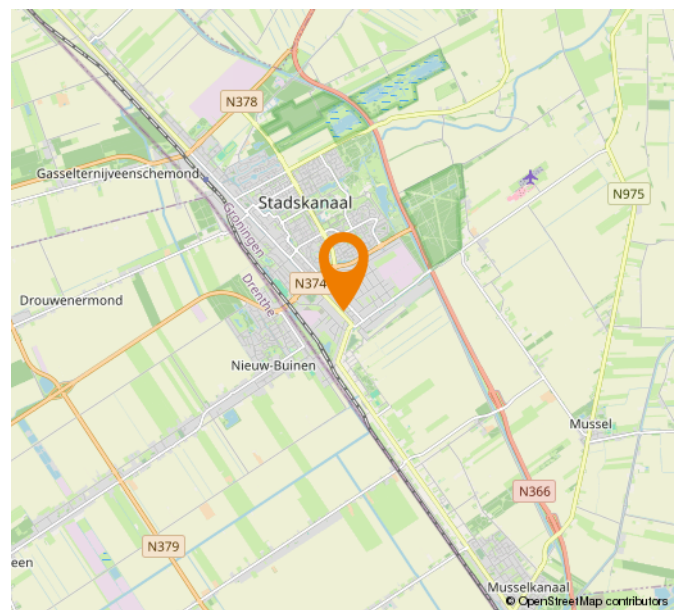 N378
Gasselternijveenschemond
N975
Stadskanaal
Groningen
N374
Drouwenermond
Drenthe
Nieuw-Buinen
Mussel
N366
N379
een
Musselkanaal
© OpenStreetMap contributors